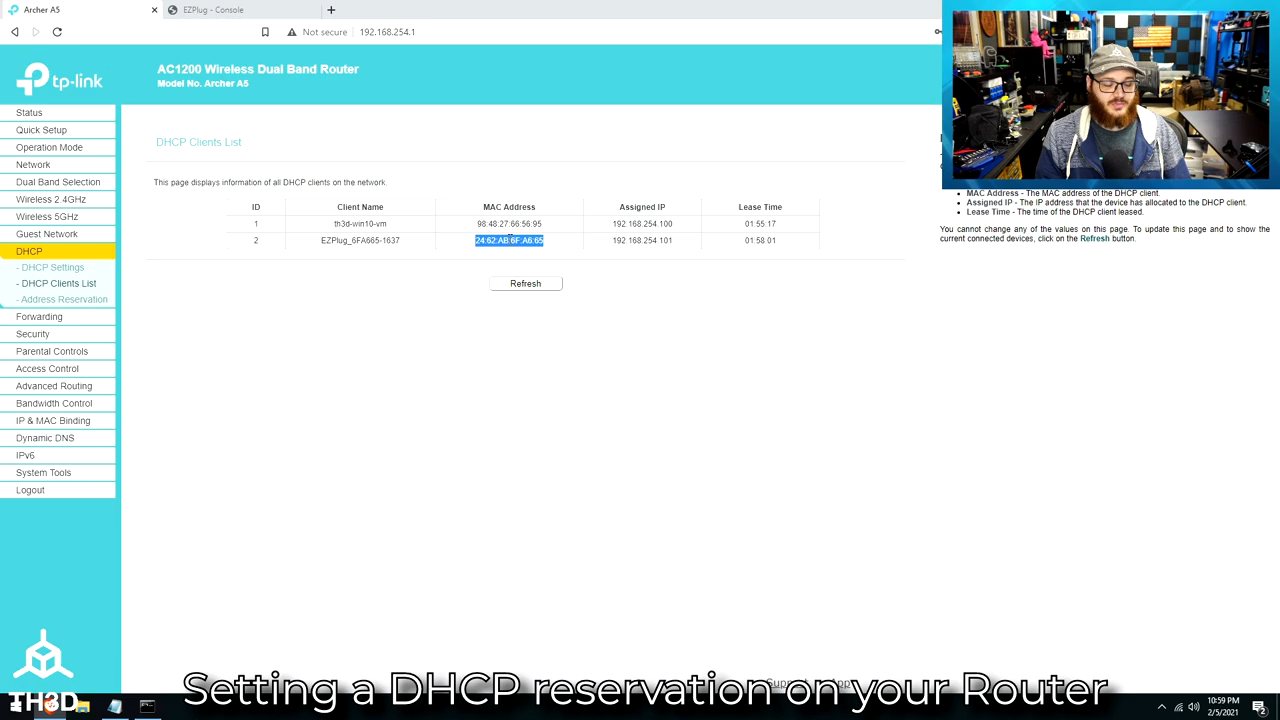 Archer A5
EZPlug - Console
Not secure
192.168.254.1
tp-link
AC1200 Wireless Dual Band Router
Model No. Archer A5
Status
Quick Setup
Operation Mode
Network
Dual Band Selection
Wireless 2.4GHz
Wireless 5GHz
Guest Network
DHCP
- DHCP Settings
- DHCP Clients List
- Address Reservation
Forwarding
Security
Parental Controls
Access Control
Advanced Routing
Bandwidth Control
IP & MAC Binding
Dynamic DNS
IPv6
System Tools
Logout
DHCP Clients List
This page displays information of all DHCP clients on the network.
ID Client Name MAC Address Assigned IP Lease Time
1 th3d-win10-vm 98:48:27:66:56:95 192.168.254.100 01:55:17
2 EZPlug_6FA665-1637 24:62:AB:6F:A6:65 192.168.254.101 01:58:01
Refresh
MAC Address - The MAC address of the DHCP client.
Assigned IP - The IP address that the device has allocated to the DHCP client.
Lease Time - The time of the DHCP client leased.
You cannot change any of the values on this page. To update this page and to show the
current connected devices, click on the Refresh button.
Setting a DHCP reservation on your Router
TH3D
10:59 PM
2/5/2021
2